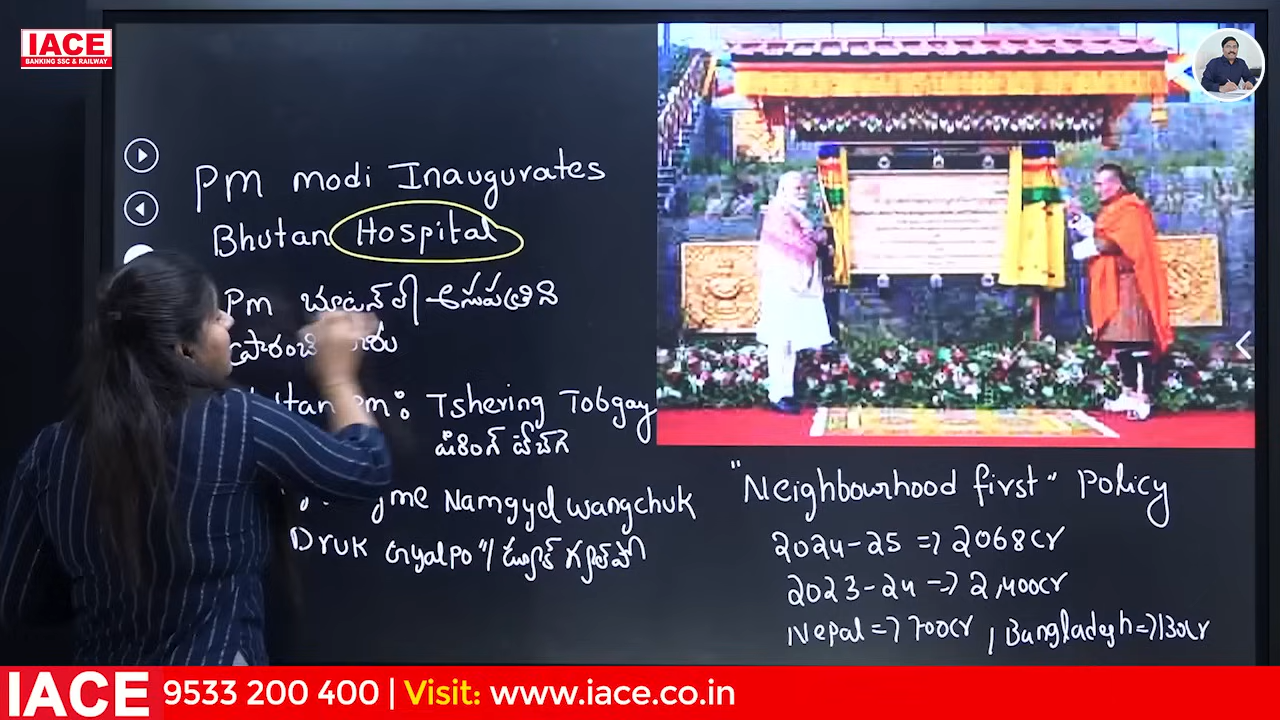 IACE
BANKING SSC & RAILWAY
PM modi Inaugurates
Bhutan Hospital
Pm భూటన్ లో ఆసుపత్రిని
Pm: Tshering Tobgay
షెరింగ్ టోబ్గె
Namgyel wangchuk
Druk Gyalpo"/
"Neighbourhood first" Policy
2024-25 => 2068cr
2023-24 => 2,400cr
Nepal => 700cr, Bangladesh => 130cr
IACE 9533 200 400 | Visit: www.iace.co.in